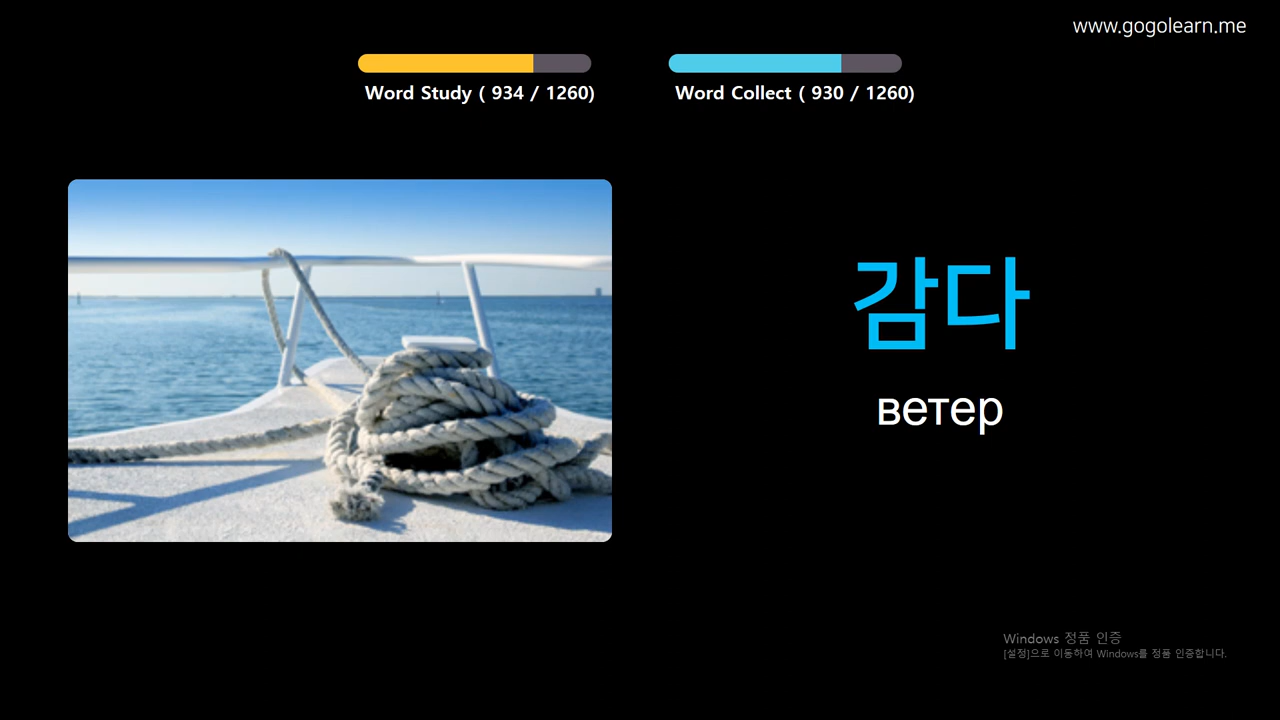 www.gogolearn.me
Word Study ( 934 / 1260)
Word Collect ( 930 / 1260)
감다
ветер
Windows 정품 인증
[설정]으로 이동하여 Windows를 정품 인증합니다.